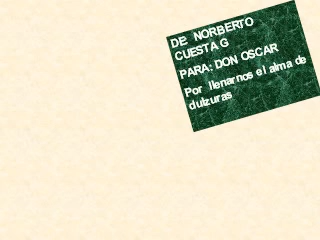 DE: NORBERTO
CUESTA G
PARA: DON OSCAR
Por llenarnos el alma de
dulzuras